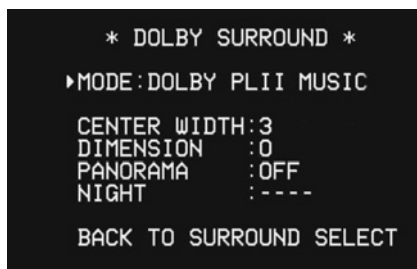 * DOLBY SURROUND *
▶MODE:DOLBY PLII MUSIC
CENTER WIDTH:3
DIMENSION :0
PANORAMA :OFF
NIGHT :----
BACK TO SURROUND SELECT